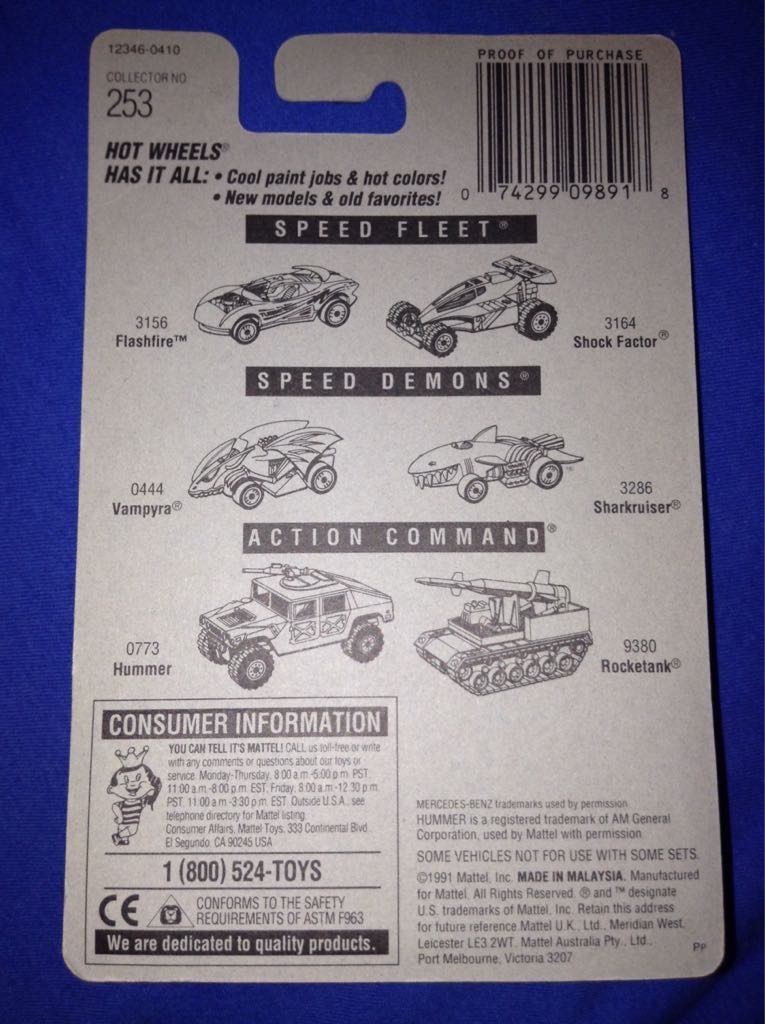 12346-0410
COLLECTOR NO.
253
PROOF OF PURCHASE
0 74299 09891 8
HOT WHEELS®
HAS IT ALL: • Cool paint jobs & hot colors!
• New models & old favorites!
SPEED FLEET®
3156
Flashfire™
3164
Shock Factor®
SPEED DEMONS®
0444
Vampyra®
3286
Sharkruiser®
ACTION COMMAND®
0773
Hummer
9380
Rocketank®
CONSUMER INFORMATION
YOU CAN TELL IT'S MATTEL! CALL us toll-free or write
with any comments or questions about our toys or
service. Monday-Thursday, 8:00 a.m.-5:00 p.m. PST,
11:00 a.m.-8:00 p.m. EST; Friday, 8:00 a.m.-12:30 p.m.
PST, 11:00 a.m.-3:30 p.m. EST. Outside U.S.A., see
telephone directory for Mattel listing.
Consumer Affairs, Mattel Toys, 333 Continental Blvd.,
El Segundo, CA 90245 USA
1 (800) 524-TOYS
CE CONFORMS TO THE SAFETY
REQUIREMENTS OF ASTM F963
We are dedicated to quality products.
MERCEDES-BENZ trademarks used by permission.
HUMMER is a registered trademark of AM General
Corporation, used by Mattel with permission.
SOME VEHICLES NOT FOR USE WITH SOME SETS.
©1991 Mattel, Inc. MADE IN MALAYSIA. Manufactured
for Mattel. All Rights Reserved. ® and ™ designate
U.S. trademarks of Mattel, Inc. Retain this address
for future reference. Mattel U.K., Ltd., Meridian West,
Leicester LE3 2WT. Mattel Australia Pty., Ltd.,
Port Melbourne, Victoria 3207
PP